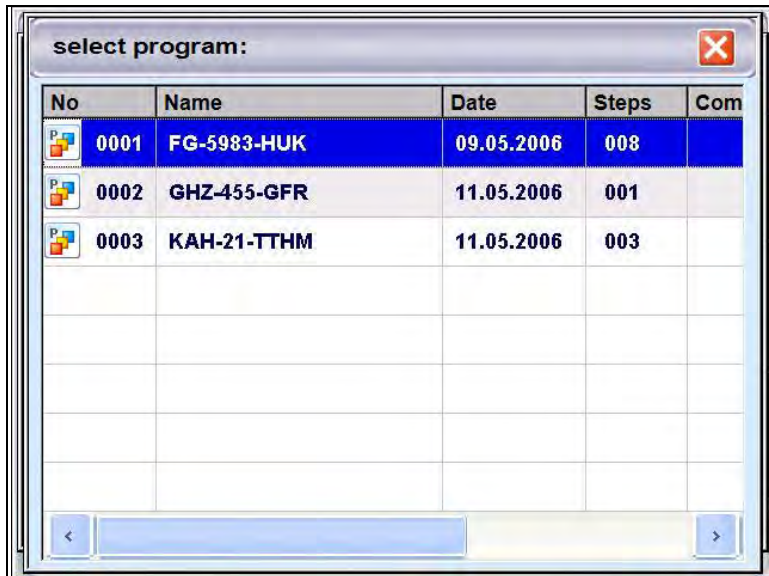 select program:
No Name Date Steps Com
P 0001 FG-5983-HUK 09.05.2006 008
P 0002 GHZ-455-GFR 11.05.2006 001
P 0003 KAH-21-TTHM 11.05.2006 003